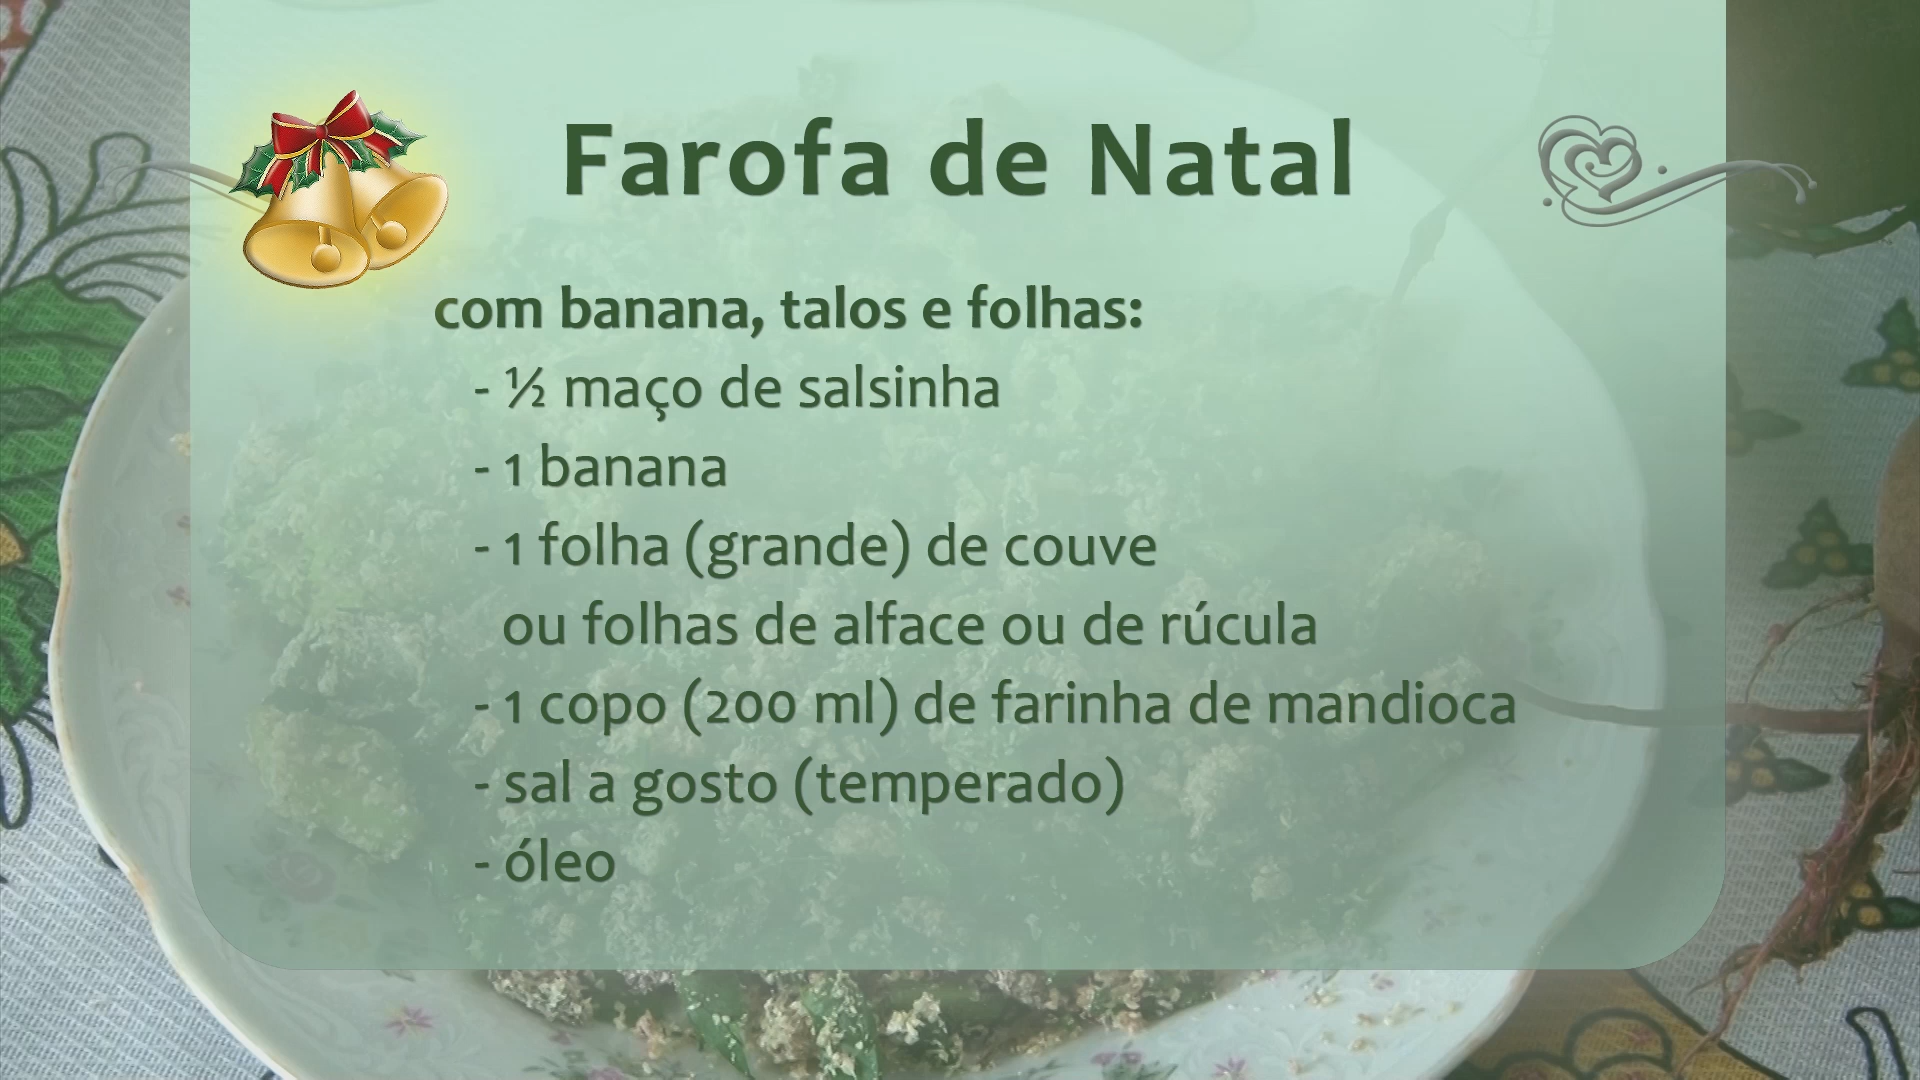 Farofa de Natal
com banana, talos e folhas:
- ½ maço de salsinha
- 1 banana
- 1 folha (grande) de couve
ou folhas de alface ou de rúcula
- 1 copo (200 ml) de farinha de mandioca
- sal a gosto (temperado)
- óleo